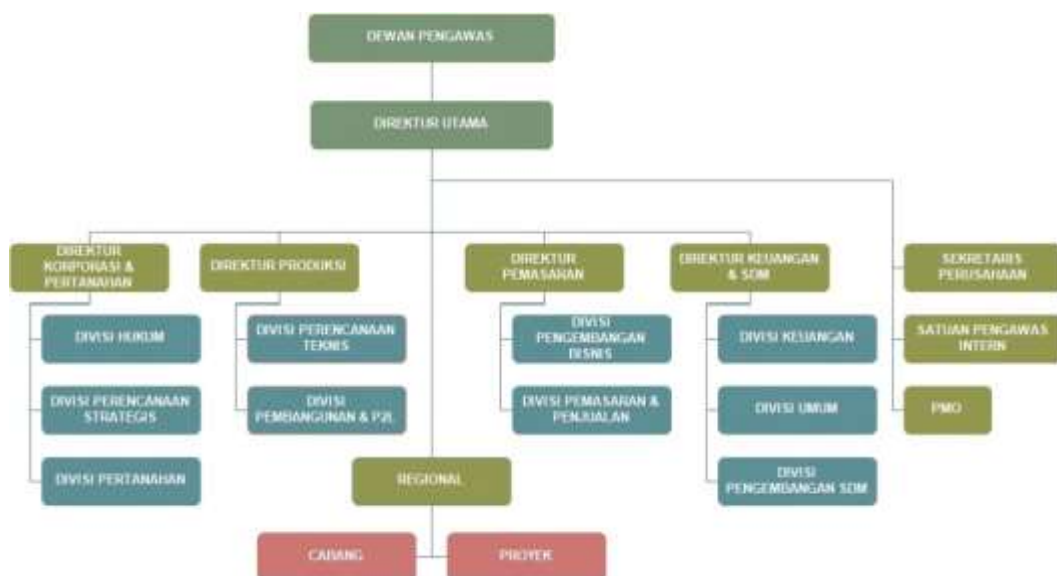 DEWAN PENGAWAS
DIREKTUR UTAMA
DIREKTUR
KORPORASI &
PERTANAHAN
DIREKTUR PRODUKSI
DIREKTUR
PEMASARAN
DIREKTUR KEUANGAN
& SDM
SEKRETARIS
PERUSAHAAN
DIVISI HUKUM
DIVISI PERENCANAAN
TEKNIS
DIVISI
PENGEMBANGAN
BISNIS
DIVISI KEUANGAN
SATUAN PENGAWAS
INTERN
DIVISI PERENCANAAN
STRATEGIS
DIVISI
PEMBANGUNAN & P2L
DIVISI PEMASARAN &
PENJUALAN
DIVISI UMUM
PMO
DIVISI PERTANAHAN
REGIONAL
DIVISI
PENGEMBANGAN SDM
CABANG
PROYEK